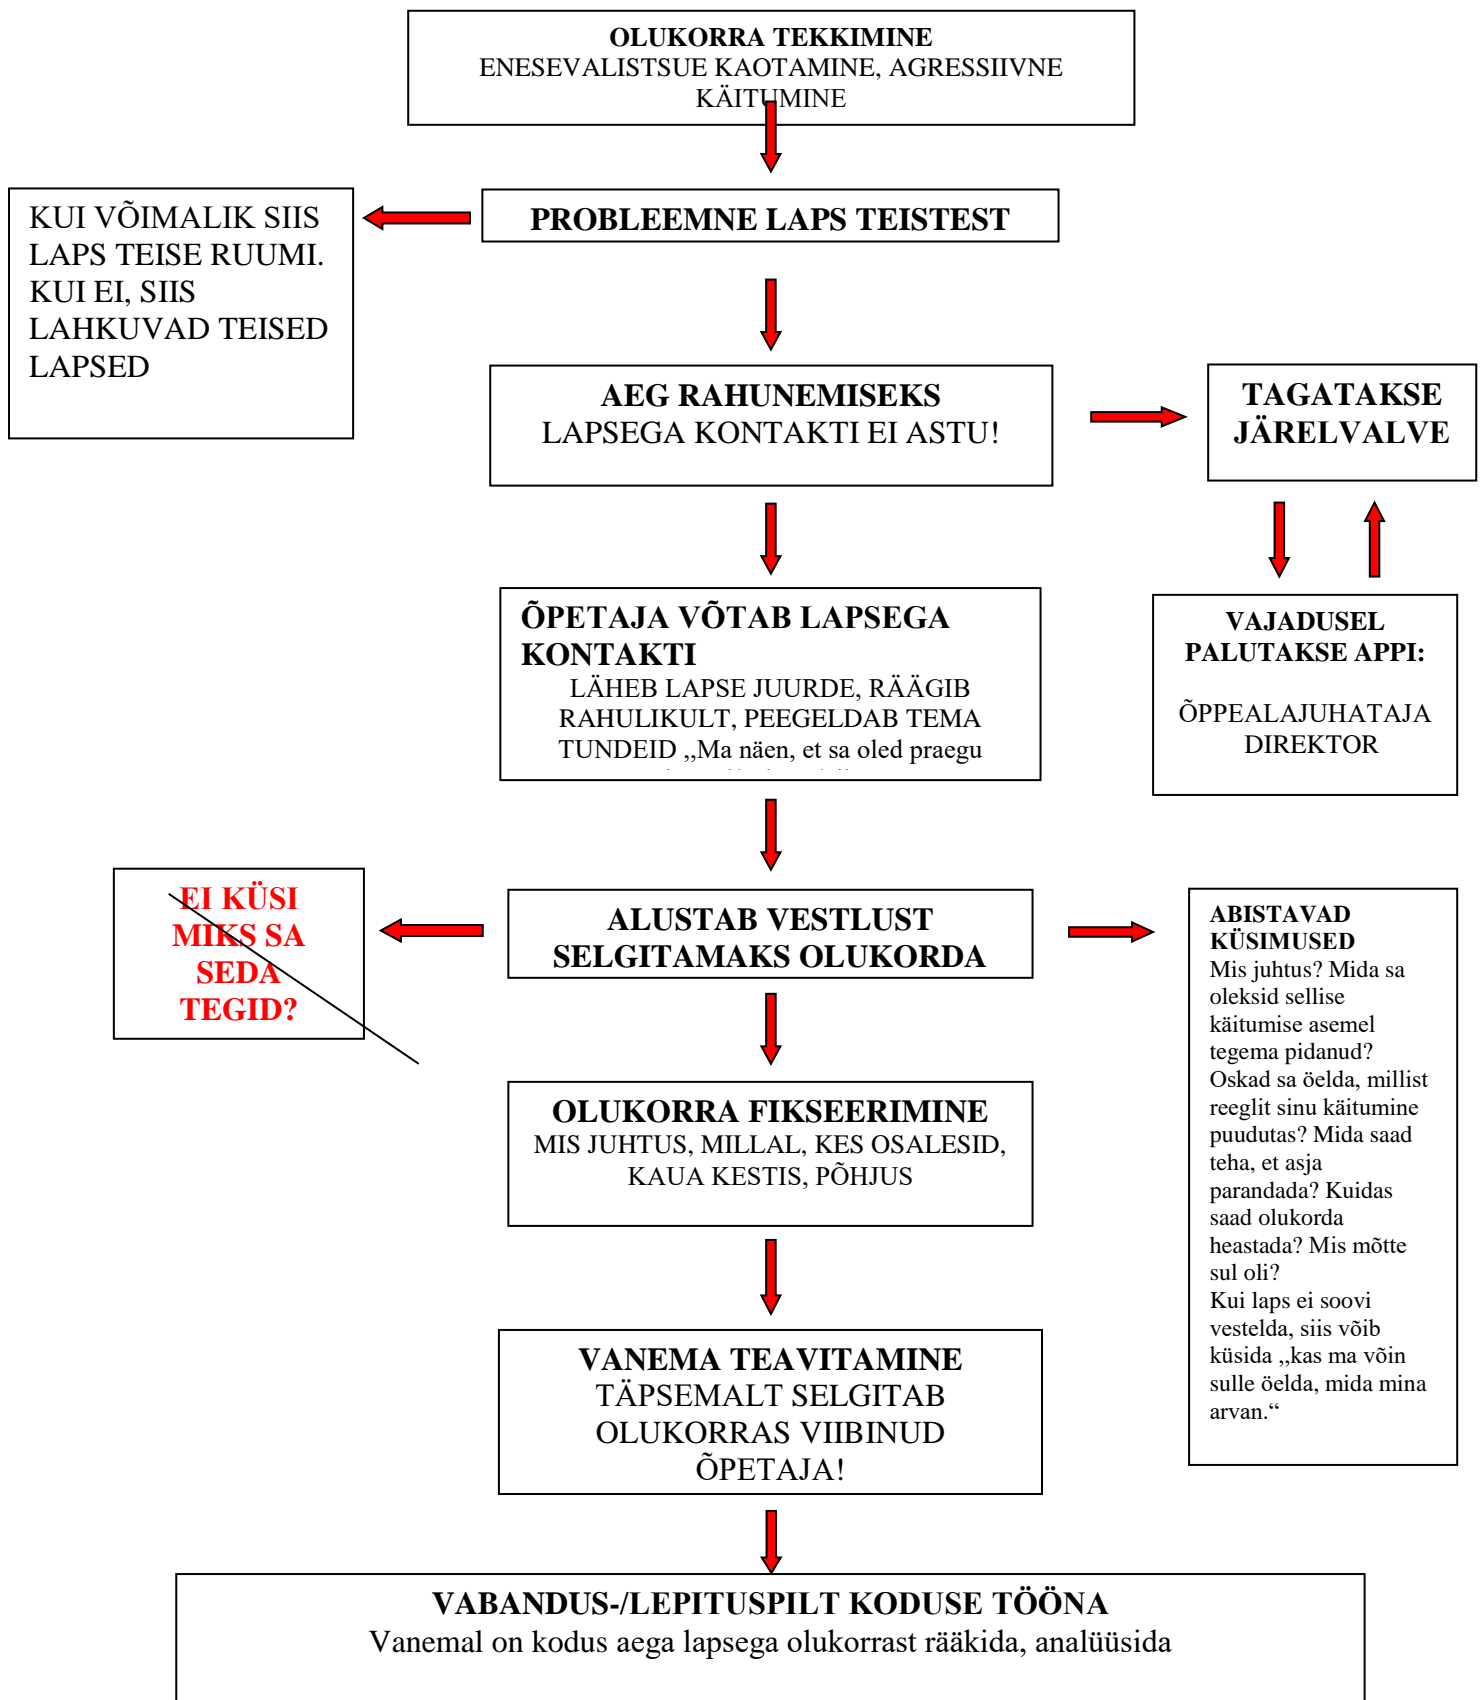 OLUKORRA TEKKIMINE
ENESEVALISTSUE KAOTAMINE, AGRESSIIVNE
KÄITUMINE
PROBLEEMNE LAPS TEISTEST
KUI VÕIMALIK SIIS
LAPS TEISE RUUMI.
KUI EI, SIIS
LAHKUVAD TEISED
LAPSED
AEG RAHUNEMISEKS
LAPSEGA KONTAKTI EI ASTU!
TAGATAKSE
JÄRELVALVE
VAJADUSEL
PALUTAKSE APPI:
ÕPPEALAJUHATAJA
DIREKTOR
ÕPETAJA VÕTAB LAPSEGA
KONTAKTI
LÄHEB LAPSE JUURDE, RÄÄGIB
RAHULIKULT, PEEGELDAB TEMA
TUNDEID „Ma näen, et sa oled praegu
EI KÜSI
MIKS SA
SEDA
TEGID?
ALUSTAB VESTLUST
SELGITAMAKS OLUKORDA
ABISTAVAD
KÜSIMUSED
Mis juhtus? Mida sa
oleksid sellise
käitumise asemel
tegema pidanud?
Oskad sa öelda, millist
reeglit sinu käitumine
puudutas? Mida saad
teha, et asja
parandada? Kuidas
saad olukorda
heastada? Mis mõtte
sul oli?
Kui laps ei soovi
vestelda, siis võib
küsida „kas ma võin
sulle öelda, mida mina
arvan.“
OLUKORRA FIKSEERIMINE
MIS JUHTUS, MILLAL, KES OSALESID,
KAUA KESTIS, PÕHJUS
VANEMA TEAVITAMINE
TÄPSEMALT SELGITAB
OLUKORRAS VIIBINUD
ÕPETAJA!
VABANDUS-/LEPITUSPILT KODUSE TÖÖNA
Vanemal on kodus aega lapsega olukorrast rääkida, analüüsida